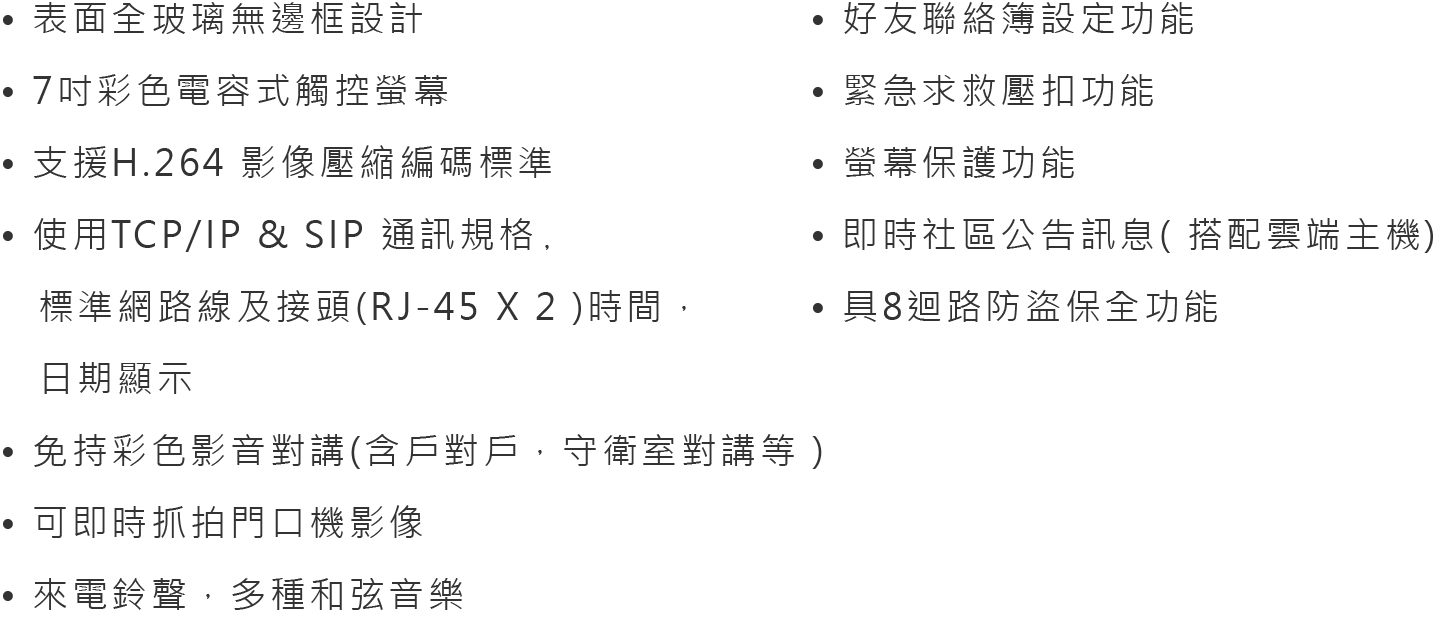 • 表面全玻璃無邊框設計
• 7吋彩色電容式觸控螢幕
• 支援H.264 影像壓縮編碼標準
• 使用TCP/IP & SIP 通訊規格,
標準網路線及接頭(RJ-45 X 2 )時間，
日期顯示
• 免持彩色影音對講(含戶對戶，守衛室對講等 )
• 可即時抓拍門口機影像
• 來電鈴聲，多種和弦音樂
• 好友聯絡簿設定功能
• 緊急求救壓扣功能
• 螢幕保護功能
• 即時社區公告訊息( 搭配雲端主機)
• 具8迴路防盜保全功能